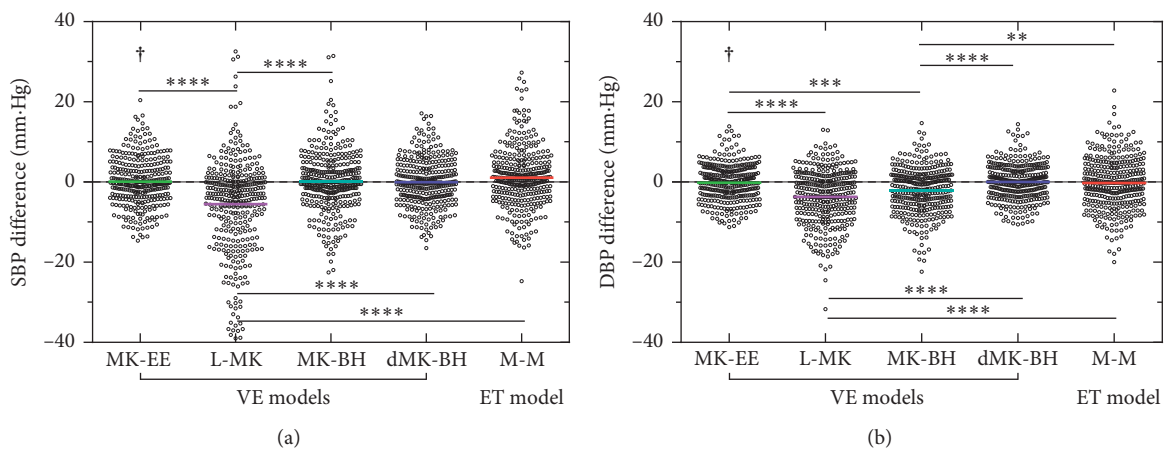 40
†
****
****
20
0
–20
****
****
–40
SBP difference (mm·Hg)
MK-EE L-MK MK-BH dMK-BH M-M
VE models ET model
(a)
40
†
**
****
***
****
20
0
–20
****
****
–40
DBP difference (mm·Hg)
MK-EE L-MK MK-BH dMK-BH M-M
VE models ET model
(b)